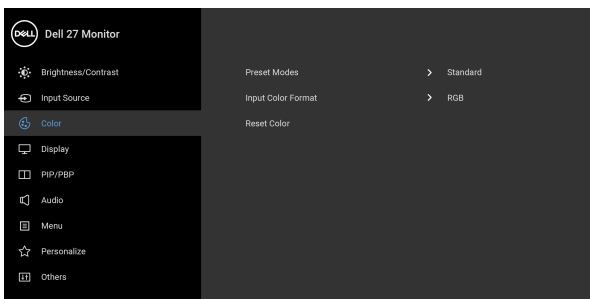 DELL Dell 27 Monitor
Brightness/Contrast
Input Source
Color
Display
PIP/PBP
Audio
Menu
Personalize
Others
Preset Modes > Standard
Input Color Format > RGB
Reset Color